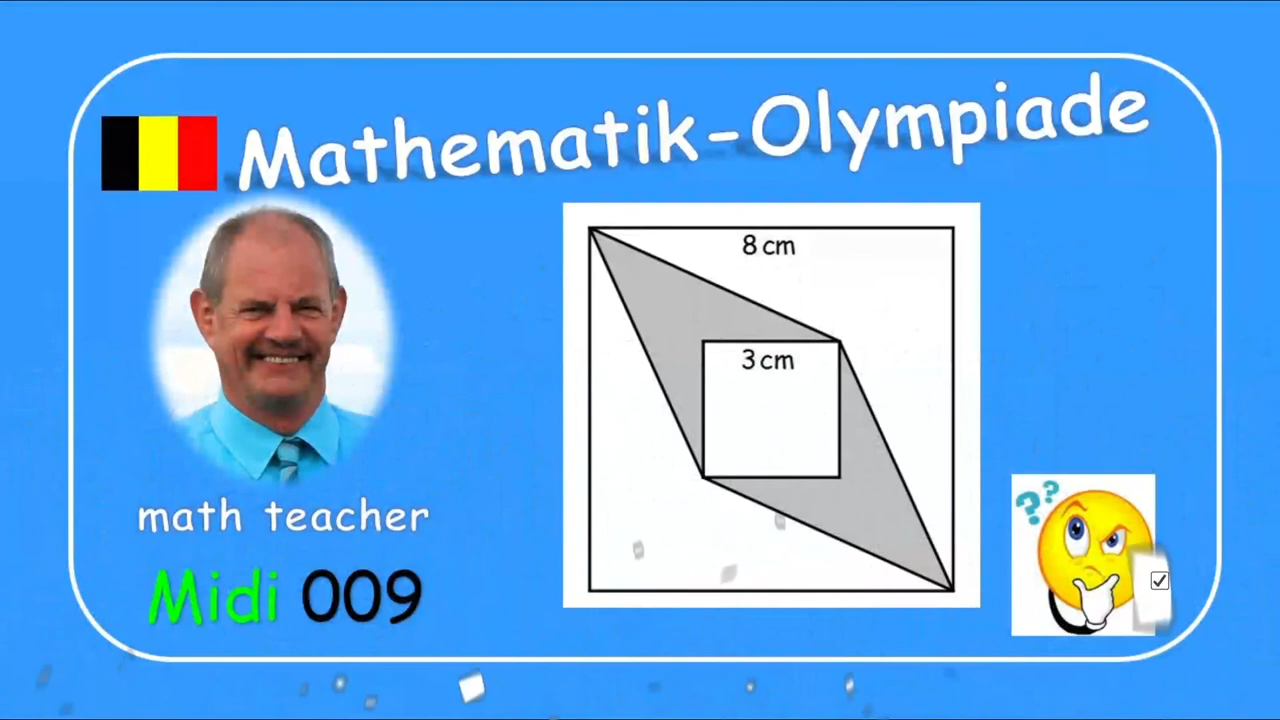 Mathematik-Olympiade
8 cm
3 cm
??
math teacher
Midi 009